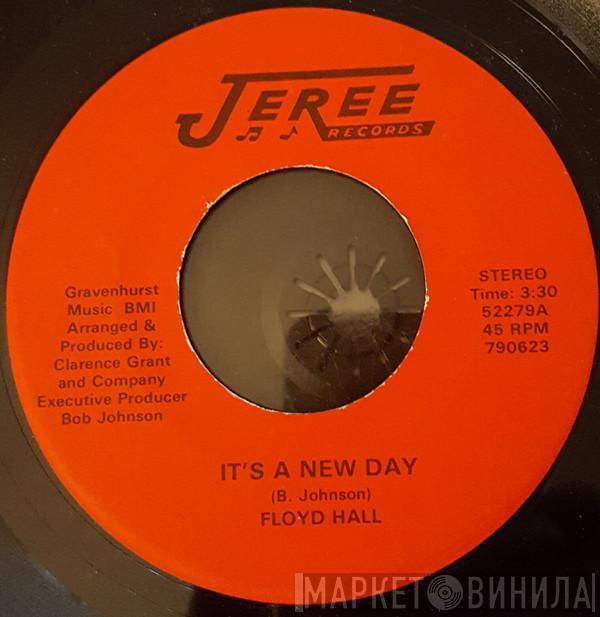 JEREE
RECORDS
Gravenhurst
Music BMI
Arranged &
Produced By:
Clarence Grant
and Company
Executive Producer
Bob Johnson
STEREO
Time: 3:30
52279A
45 RPM
790623
IT'S A NEW DAY
(B. Johnson)
FLOYD HALL
МАРКЕТ ВИНИЛА